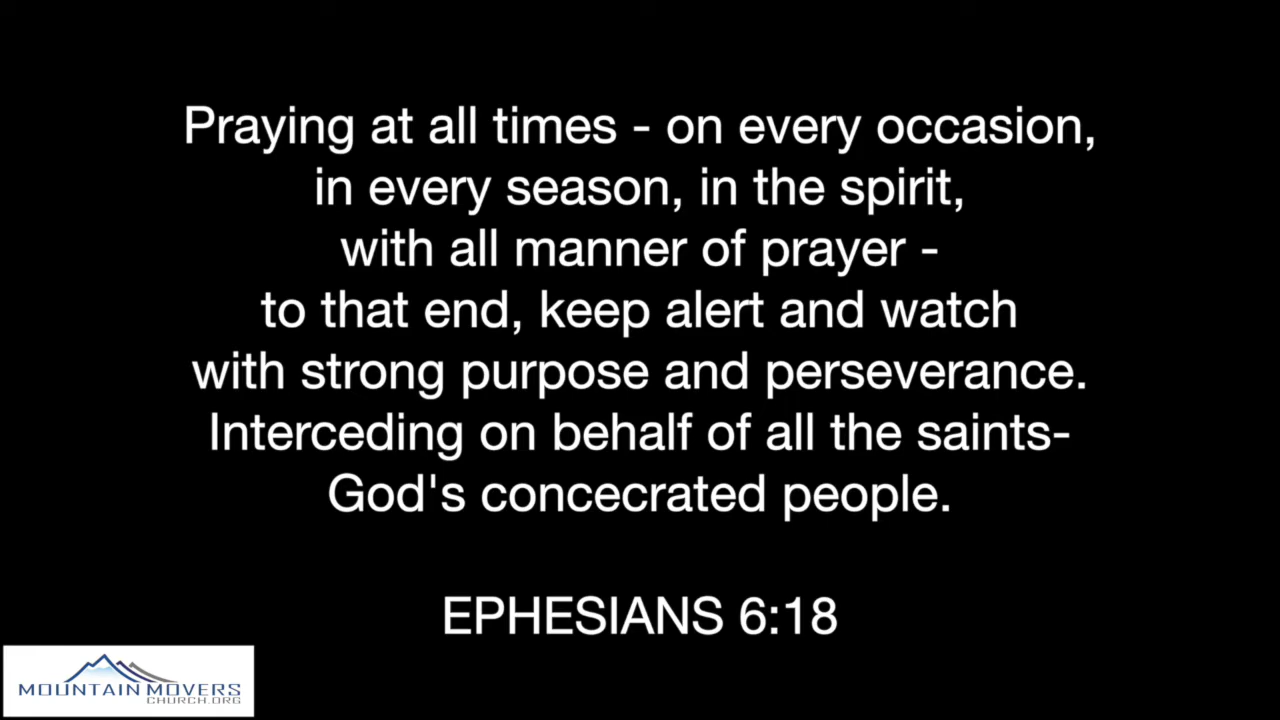 Praying at all times - on every occasion,
in every season, in the spirit,
with all manner of prayer -
to that end, keep alert and watch
with strong purpose and perseverance.
Interceding on behalf of all the saints-
God's concecrated people.
EPHESIANS 6:18
MOUNTAIN MOVERS
CHURCH.ORG